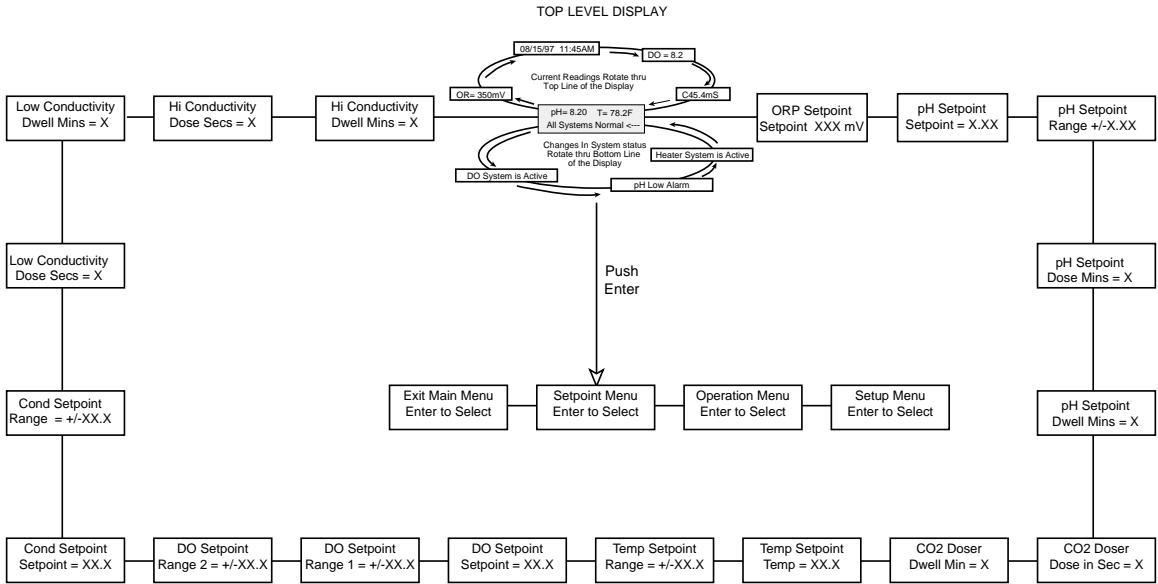 TOP LEVEL DISPLAY
08/15/97 11:45AM
DO = 8.2
Current Readings Rotate thru
Top Line of the Display
OR= 350mV
C45.4mS
Low Conductivity
Dwell Mins = X
Hi Conductivity
Dose Secs = X
Hi Conductivity
Dwell Mins = X
pH= 8.20 T= 78.2F
All Systems Normal <---
ORP Setpoint
Setpoint XXX mV
pH Setpoint
Setpoint = X.XX
pH Setpoint
Range +/-X.XX
Changes In System status
Rotate thru Bottom Line
of the Display
Heater System is Active
DO System is Active
pH Low Alarm
Low Conductivity
Dose Secs = X
Push
Enter
pH Setpoint
Dose Mins = X
Cond Setpoint
Range = +/-XX.X
Exit Main Menu
Enter to Select
Setpoint Menu
Enter to Select
Operation Menu
Enter to Select
Setup Menu
Enter to Select
pH Setpoint
Dwell Mins = X
Cond Setpoint
Setpoint = XX.X
DO Setpoint
Range 2 = +/-XX.X
DO Setpoint
Range 1 = +/-XX.X
DO Setpoint
Setpoint = XX.X
Temp Setpoint
Range = +/-XX.X
Temp Setpoint
Temp = XX.X
CO2 Doser
Dwell Min = X
CO2 Doser
Dose in Sec = X